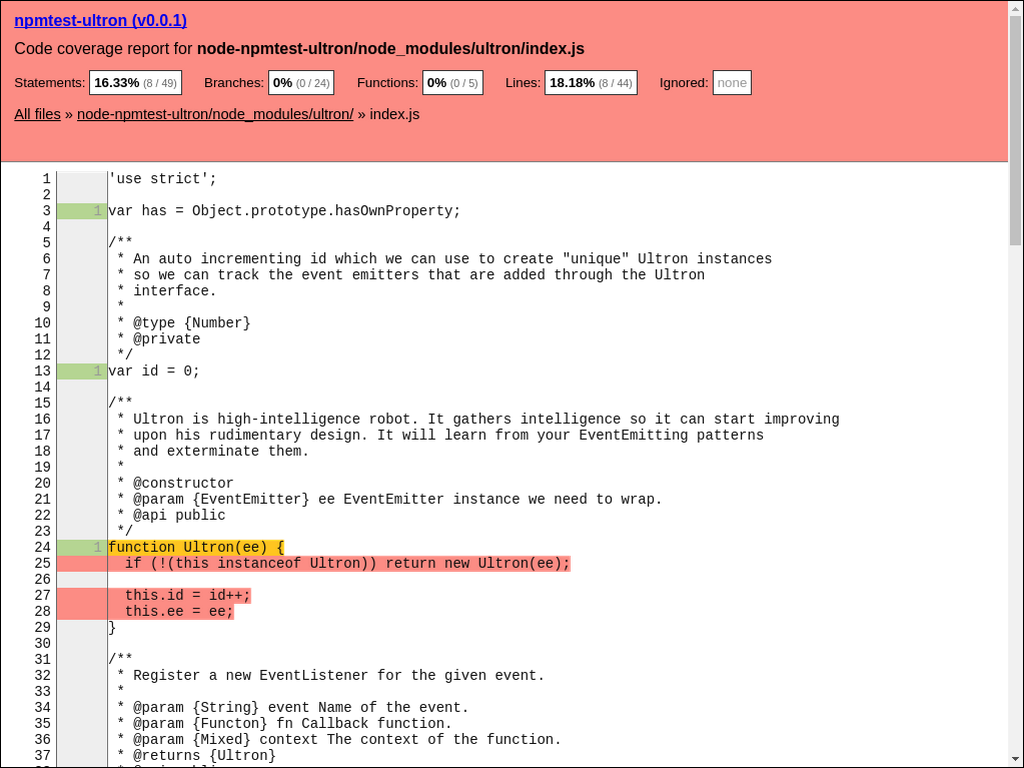 npmtest-ultron (v0.0.1)
Code coverage report for node-npmtest-ultron/node_modules/ultron/index.js
Statements: 16.33% (8 / 49) Branches: 0% (0 / 24) Functions: 0% (0 / 5) Lines: 18.18% (8 / 44) Ignored: none
All files » node-npmtest-ultron/node_modules/ultron/ » index.js
1 'use strict';
2
3 1 var has = Object.prototype.hasOwnProperty;
4
5 /**
6 * An auto incrementing id which we can use to create "unique" Ultron instances
7 * so we can track the event emitters that are added through the Ultron
8 * interface.
9 *
10 * @type {Number}
11 * @private
12 */
13 1 var id = 0;
14
15 /**
16 * Ultron is high-intelligence robot. It gathers intelligence so it can start improving
17 * upon his rudimentary design. It will learn from your EventEmitting patterns
18 * and exterminate them.
19 *
20 * @constructor
21 * @param {EventEmitter} ee EventEmitter instance we need to wrap.
22 * @api public
23 */
24 1 function Ultron(ee) {
25 if (!(this instanceof Ultron)) return new Ultron(ee);
26
27 this.id = id++;
28 this.ee = ee;
29 }
30
31 /**
32 * Register a new EventListener for the given event.
33 *
34 * @param {String} event Name of the event.
35 * @param {Functon} fn Callback function.
36 * @param {Mixed} context The context of the function.
37 * @returns {Ultron}